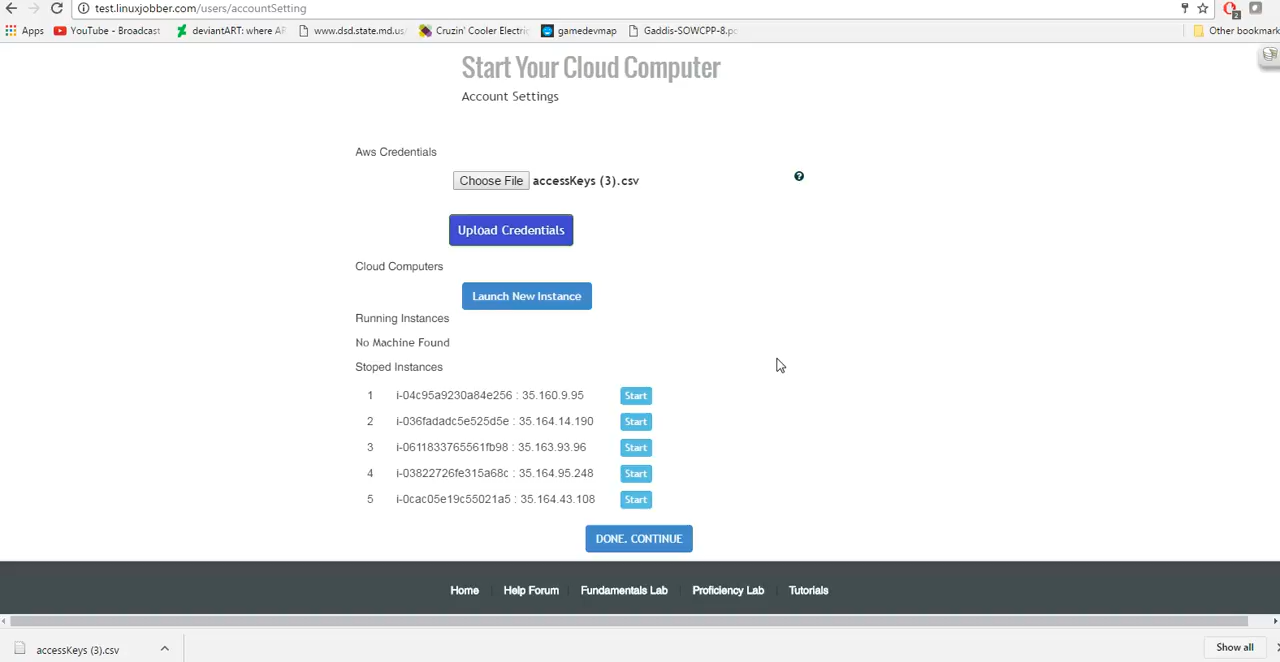 test.linuxjobber.com/users/accountSetting
Apps YouTube - Broadcast deviantART: where AR www.dsd.state.md.us Cruzin' Cooler Electric gamedevmap Gaddis-SOWCPP-8.pc Other bookmark
2
Start Your Cloud Computer
Account Settings
Aws Credentials
Choose File accessKeys (3).csv ?
Upload Credentials
Cloud Computers
Launch New Instance
Running Instances
No Machine Found
Stoped Instances
1 i-04c95a9230a84e256 : 35.160.9.95 Start
2 i-036fadadc5e525d5e : 35.164.14.190 Start
3 i-0611833765561fb98 : 35.163.93.96 Start
4 i-03822726fe315a68c : 35.164.95.248 Start
5 i-0cac05e19c55021a5 : 35.164.43.108 Start
DONE. CONTINUE
Home Help Forum Fundamentals Lab Proficiency Lab Tutorials
accessKeys (3).csv Show all